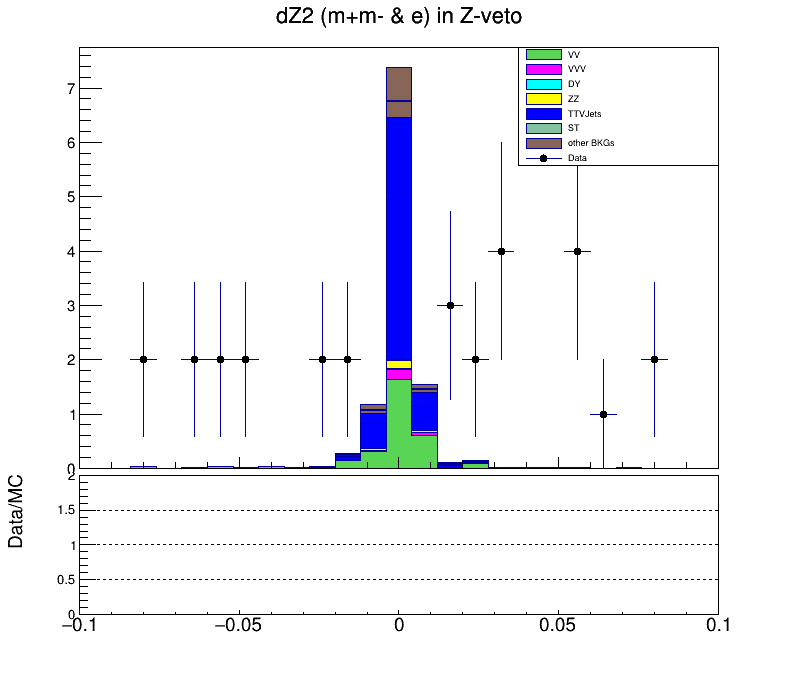 dZ2 (m+m- & e) in Z-veto
VV
VVV
DY
ZZ
TTVJets
ST
other BKGs
Data
7
6
5
4
3
2
1
0
Data/MC
2
1.5
1
0.5
0
−0.1
−0.05
0
0.05
0.1